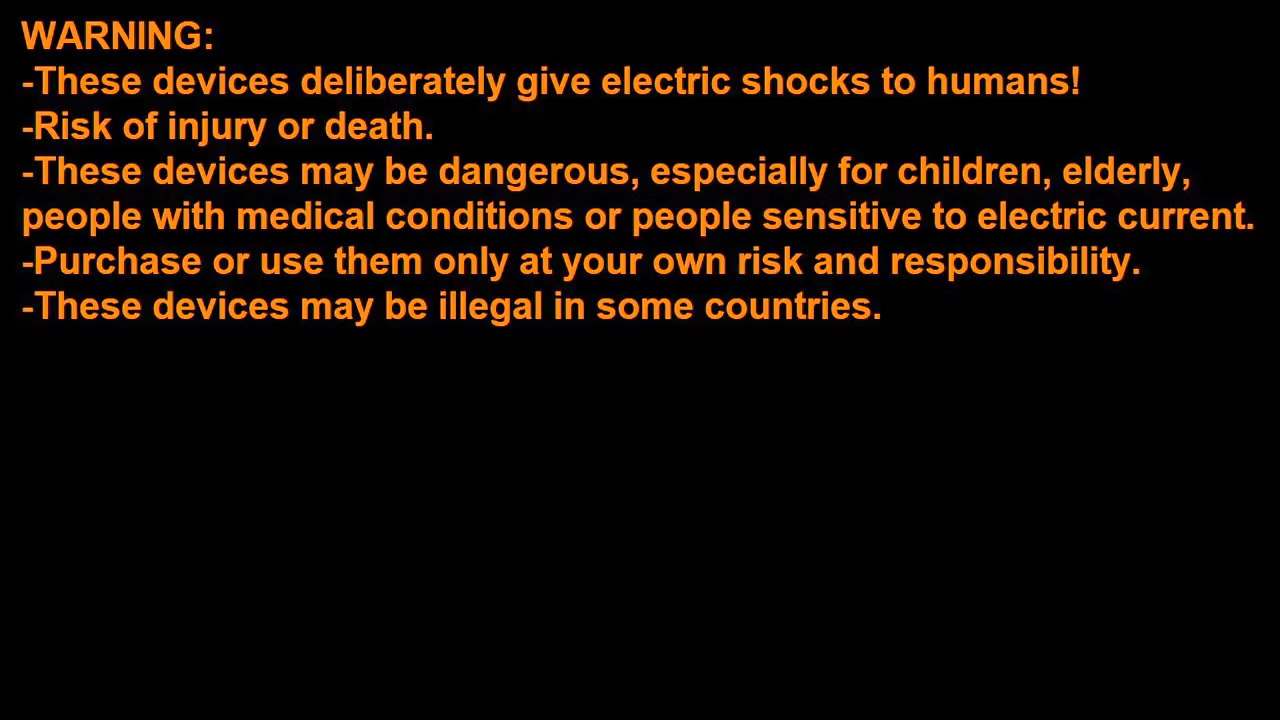 WARNING:
-These devices deliberately give electric shocks to humans!
-Risk of injury or death.
-These devices may be dangerous, especially for children, elderly,
people with medical conditions or people sensitive to electric current.
-Purchase or use them only at your own risk and responsibility.
-These devices may be illegal in some countries.